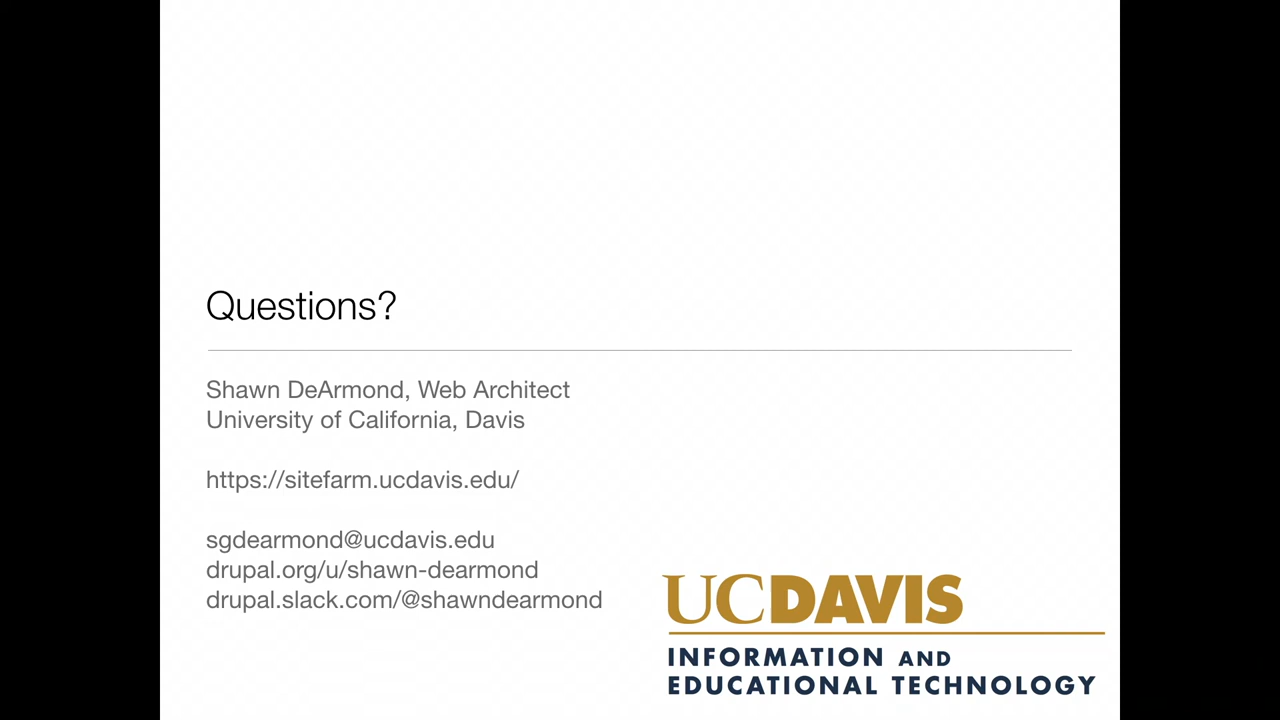 Questions?
Shawn DeArmond, Web Architect
University of California, Davis
https://sitefarm.ucdavis.edu/
sgdearmond@ucdavis.edu
drupal.org/u/shawn-dearmond
drupal.slack.com/@shawndearmond
UCDAVIS
INFORMATION AND
EDUCATIONAL TECHNOLOGY